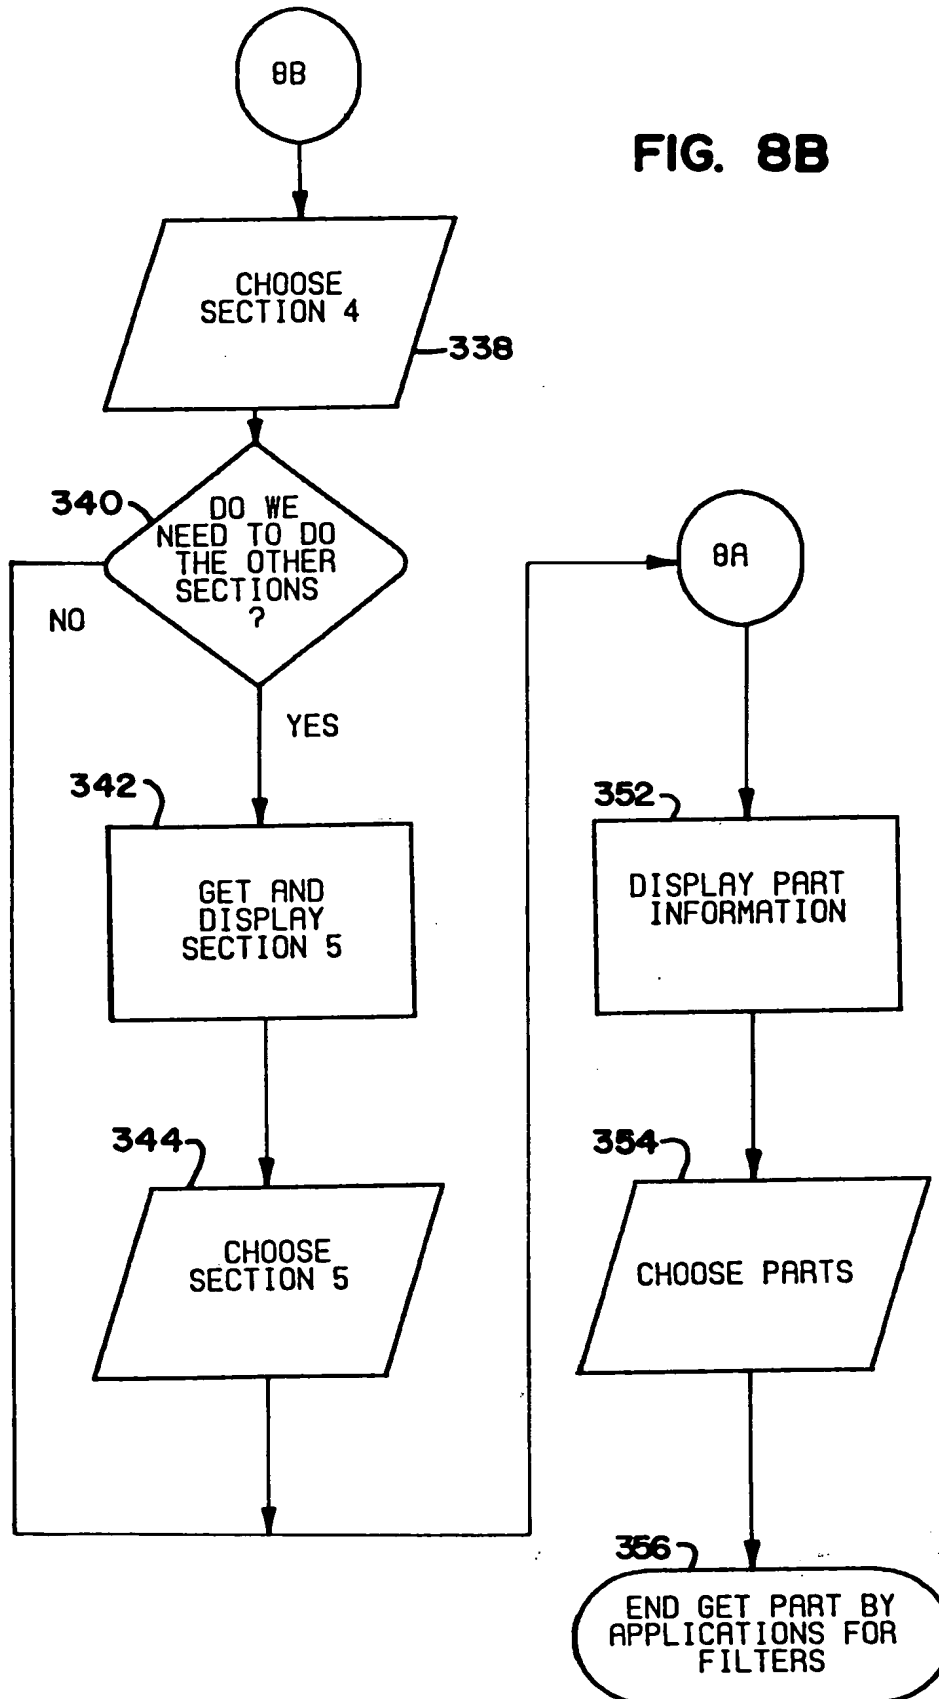 8B
FIG. 8B
CHOOSE
SECTION 4
338
340
DO WE
NEED TO DO
THE OTHER
SECTIONS
?
NO
YES
342
GET AND
DISPLAY
SECTION 5
344
CHOOSE
SECTION 5
8A
352
DISPLAY PART
INFORMATION
354
CHOOSE PARTS
356
END GET PART BY
APPLICATIONS FOR
FILTERS